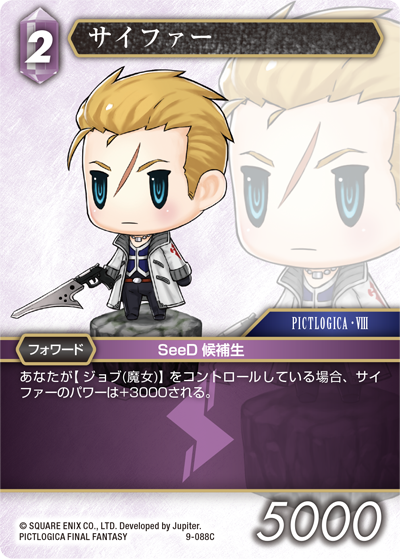 2
サイファー
PICTLOGICA・VIII
フォワード
SeeD 候補生
あなたが【ジョブ(魔女)】をコントロールしている場合、サイ
ファーのパワーは+3000される。
© SQUARE ENIX CO., LTD. Developed by Jupiter.
PICTLOGICA FINAL FANTASY
9-088C
5000